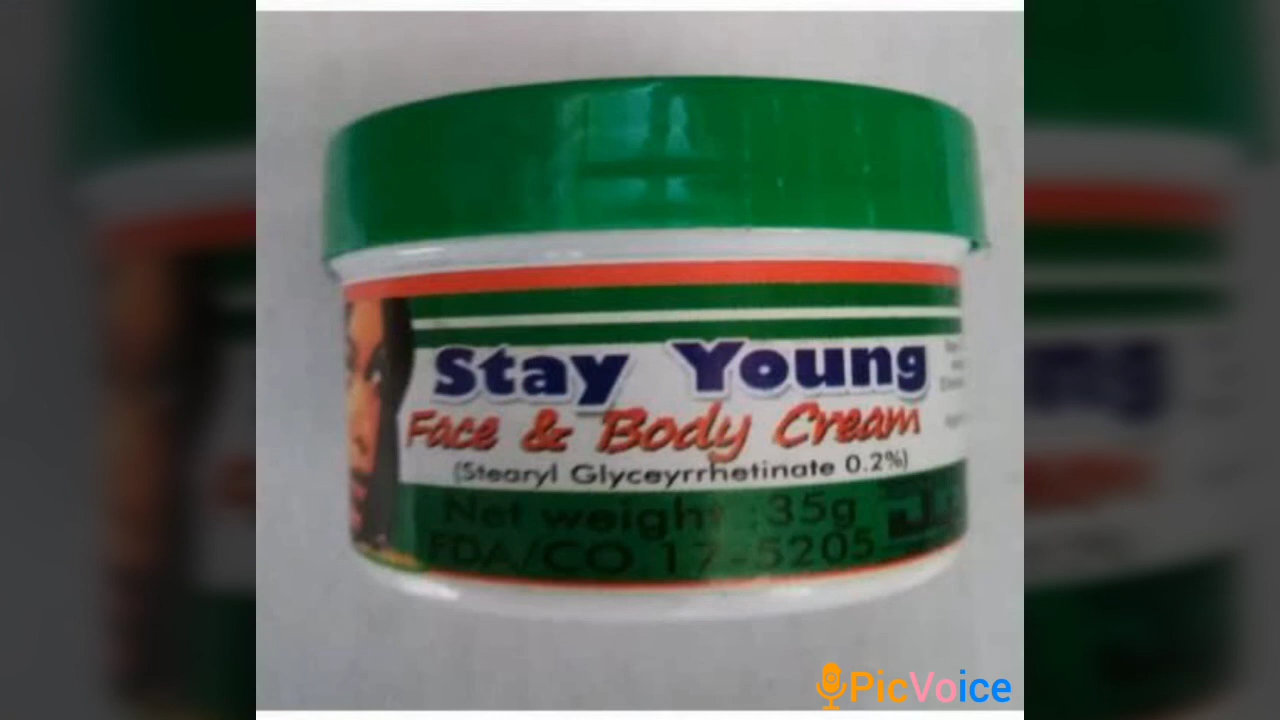 Stay Young
Face & Body Cream
(Stearyl Glyceyrrhetinate 0.2%)
Net weight : 35g
FDA/CO 17-5205
PicVoice